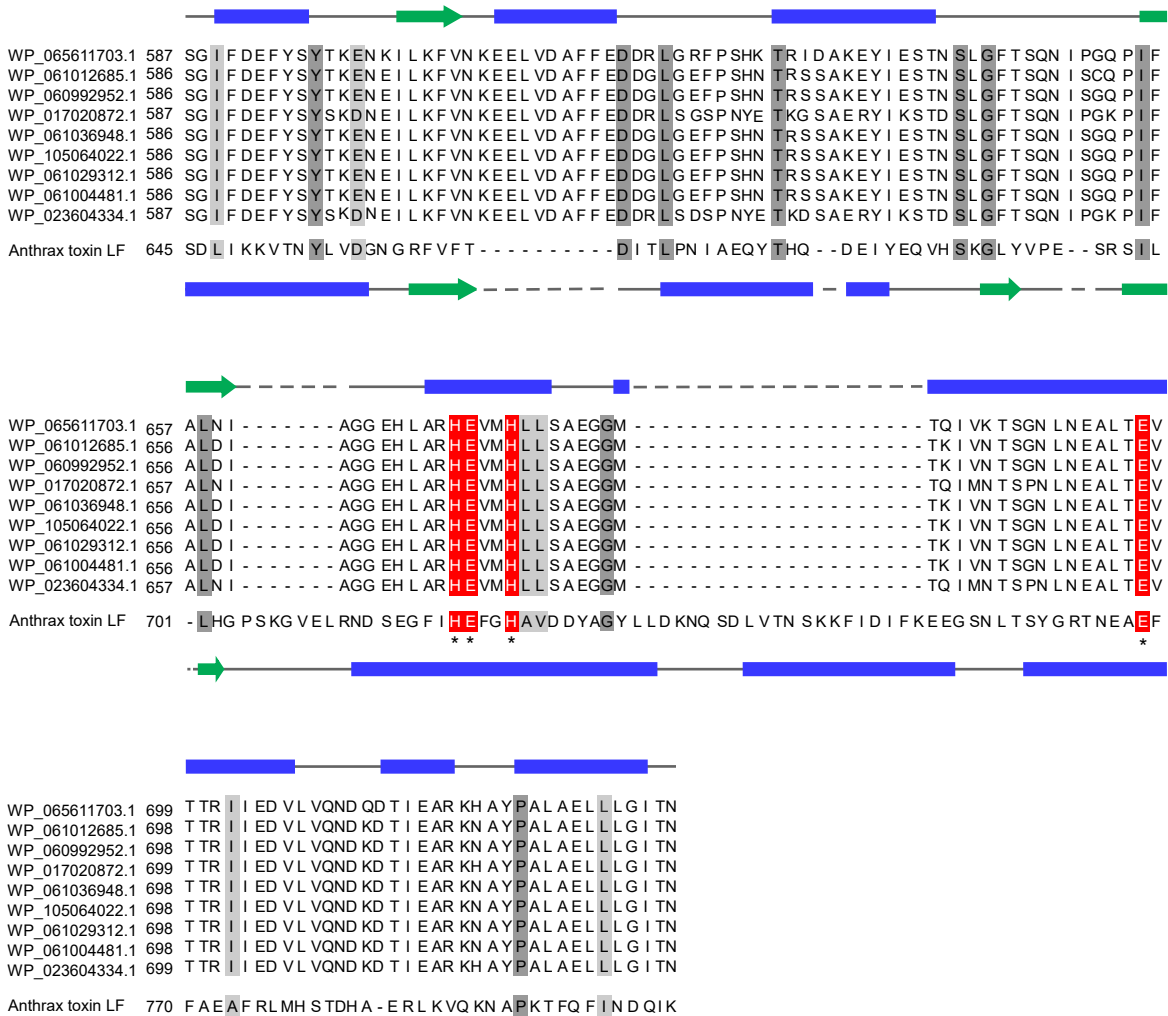 WP_065611703.1 587 SGIFDEFYSYTKENKILKFVNKEELVDAFFEDDRLGRFPSHKTRIDAKEYIESTNSLGFTSQNIPGQPIF
WP_061012685.1 586 SGIFDEFYSYTKENEILKFVNKEELVDAFFEDDGLGEFPSHNTRSSAKEYIESTNSLGFTSQNISCQPIF
WP_060992952.1 586 SGIFDEFYSYTKENEILKFVNKEELVDAFFEDDGLGEFPSHNTRSSAKEYIESTNSLGFTSQNISGQPIF
WP_017020872.1 587 SGIFDEFYSYSKDNEILKFVNKEELVDAFFEDDRLSGSPNYETKGSAERYIKSTDSLGFTSQNIPGKPIF
WP_061036948.1 586 SGIFDEFYSYTKENEILKFVNKEELVDAFFEDDGLGEFPSHNTRSSAKEYIESTNSLGFTSQNISGQPIF
WP_105064022.1 586 SGIFDEFYSYTKENEILKFVNKEELVDAFFEDDGLGEFPSHNTRSSAKEYIESTNSLGFTSQNISGQPIF
WP_061029312.1 586 SGIFDEFYSYTKENEILKFVNKEELVDAFFEDDGLGEFPSHNTRSSAKEYIESTNSLGFTSQNISGQPIF
WP_061004481.1 586 SGIFDEFYSYTKENEILKFVNKEELVDAFFEDDGLGEFPSHNTRSSAKEYIESTNSLGFTSQNISGQPIF
WP_023604334.1 587 SGIFDEFYSYSKDNEILKFVNKEELVDAFFEDDRLSDSPNYETKDSAERYIKSTDSLGFTSQNIPGKPIF
Anthrax toxin LF 645 SDLIKKVTNYLVDGNGRFVFT----------DITLPNIAEQYTHQ--DEIYEQVHSKGLYVPE--SRSIL
WP_065611703.1 657 ALNI-------AGGEHLARHEVMHLLSAEGGM----------------------TQIVKTSGNLNEALTEV
WP_061012685.1 656 ALDI-------AGGEHLARHEVMHLLSAEGGM----------------------TKIVNTSGNLNEALTEV
WP_060992952.1 656 ALDI-------AGGEHLARHEVMHLLSAEGGM----------------------TKIVNTSGNLNEALTEV
WP_017020872.1 657 ALNI-------AGGEHLARHEVMHLLSAEGGM----------------------TQIMNTSPNLNEALTEV
WP_061036948.1 656 ALDI-------AGGEHLARHEVMHLLSAEGGM----------------------TKIVNTSGNLNEALTEV
WP_105064022.1 656 ALDI-------AGGEHLARHEVMHLLSAEGGM----------------------TKIVNTSGNLNEALTEV
WP_061029312.1 656 ALDI-------AGGEHLARHEVMHLLSAEGGM----------------------TKIVNTSGNLNEALTEV
WP_061004481.1 656 ALDI-------AGGEHLARHEVMHLLSAEGGM----------------------TKIVNTSGNLNEALTEV
WP_023604334.1 657 ALNI-------AGGEHLARHEVMHLLSAEGGM----------------------TQIMNTSPNLNEALTEV
Anthrax toxin LF 701 -LHGPSKGVELRNDSEGFIHEFGHAVDDYAGYLLDKNQSDLVTNSKKFIDIFKEEGSNLTSYGRTNEAEF
* * * *
WP_065611703.1 699 TTRIIEDVLVQNDQDTIEARKHAYPALAELLLGITN
WP_061012685.1 698 TTRIIEDVLVQNDKDTIEARKNAYPALAELLLGITN
WP_060992952.1 698 TTRIIEDVLVQNDKDTIEARKNAYPALAELLLGITN
WP_017020872.1 699 TTRIIEDVLVQNDKDTIEARKHAYPALAELLLGITN
WP_061036948.1 698 TTRIIEDVLVQNDKDTIEARKNAYPALAELLLGITN
WP_105064022.1 698 TTRIIEDVLVQNDKDTIEARKNAYPALAELLLGITN
WP_061029312.1 698 TTRIIEDVLVQNDKDTIEARKNAYPALAELLLGITN
WP_061004481.1 698 TTRIIEDVLVQNDKDTIEARKNAYPALAELLLGITN
WP_023604334.1 699 TTRIIEDVLVQNDKDTIEARKHAYPALAELLLGITN
Anthrax toxin LF 770 FAEAFRLMHSTDHA-ERLKVQKNAPKTFQFINDQIK